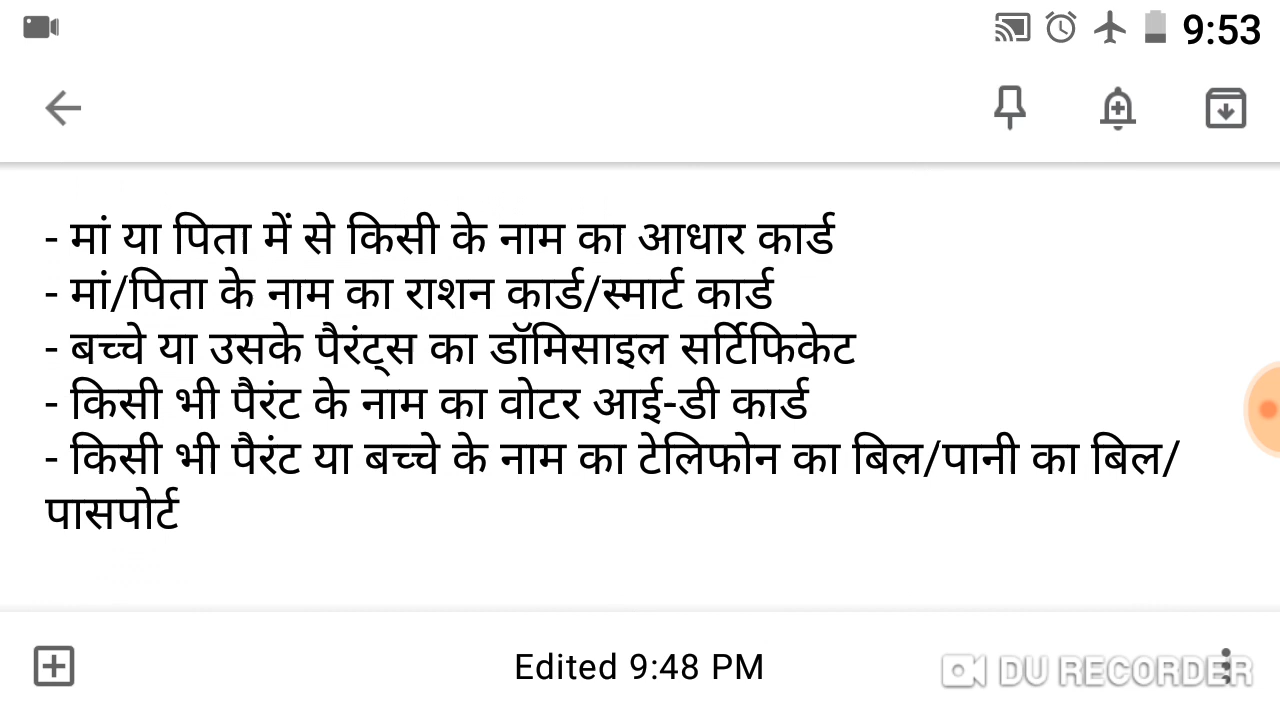 9:53
- मां या पिता में से किसी के नाम का आधार कार्ड
- मां/पिता के नाम का राशन कार्ड/स्मार्ट कार्ड
- बच्चे या उसके पैरंट्स का डॉमिसाइल सर्टिफिकेट
- किसी भी पैरंट के नाम का वोटर आई-डी कार्ड
- किसी भी पैरंट या बच्चे के नाम का टेलिफोन का बिल/पानी का बिल/
पासपोर्ट
Edited 9:48 PM
DU RECORDER